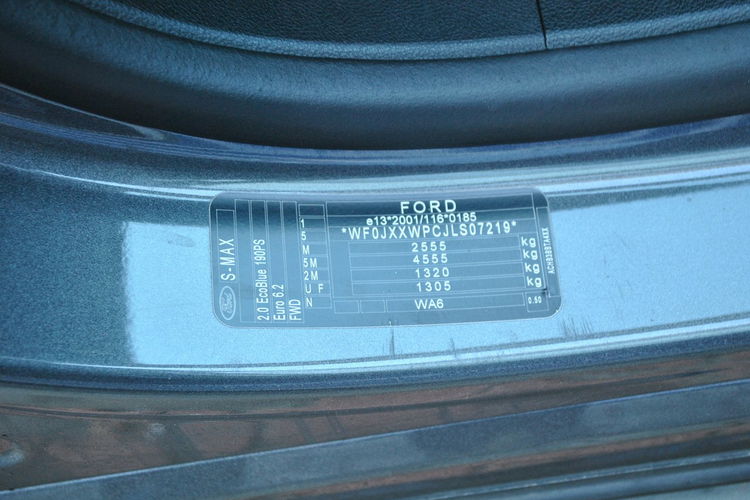 FORD
e13*2001/116*0185
*WF0JXXWPCJLS07219*
2555 kg
4555 kg
1320 kg
1305 kg
WA6
0.50
1
5
M
5M
2M
U F
N
Ford
S-MAX
2.0 EcoBlue 190PS
Euro 6.2
FWD